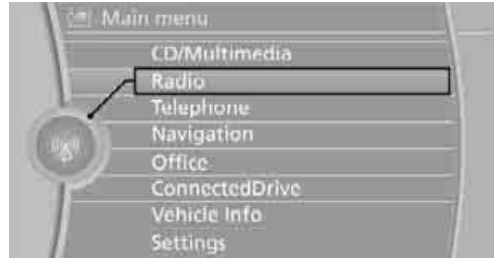 Main menu
CD/Multimedia
Radio
Telephone
Navigation
Office
ConnectedDrive
Vehicle Info
Settings